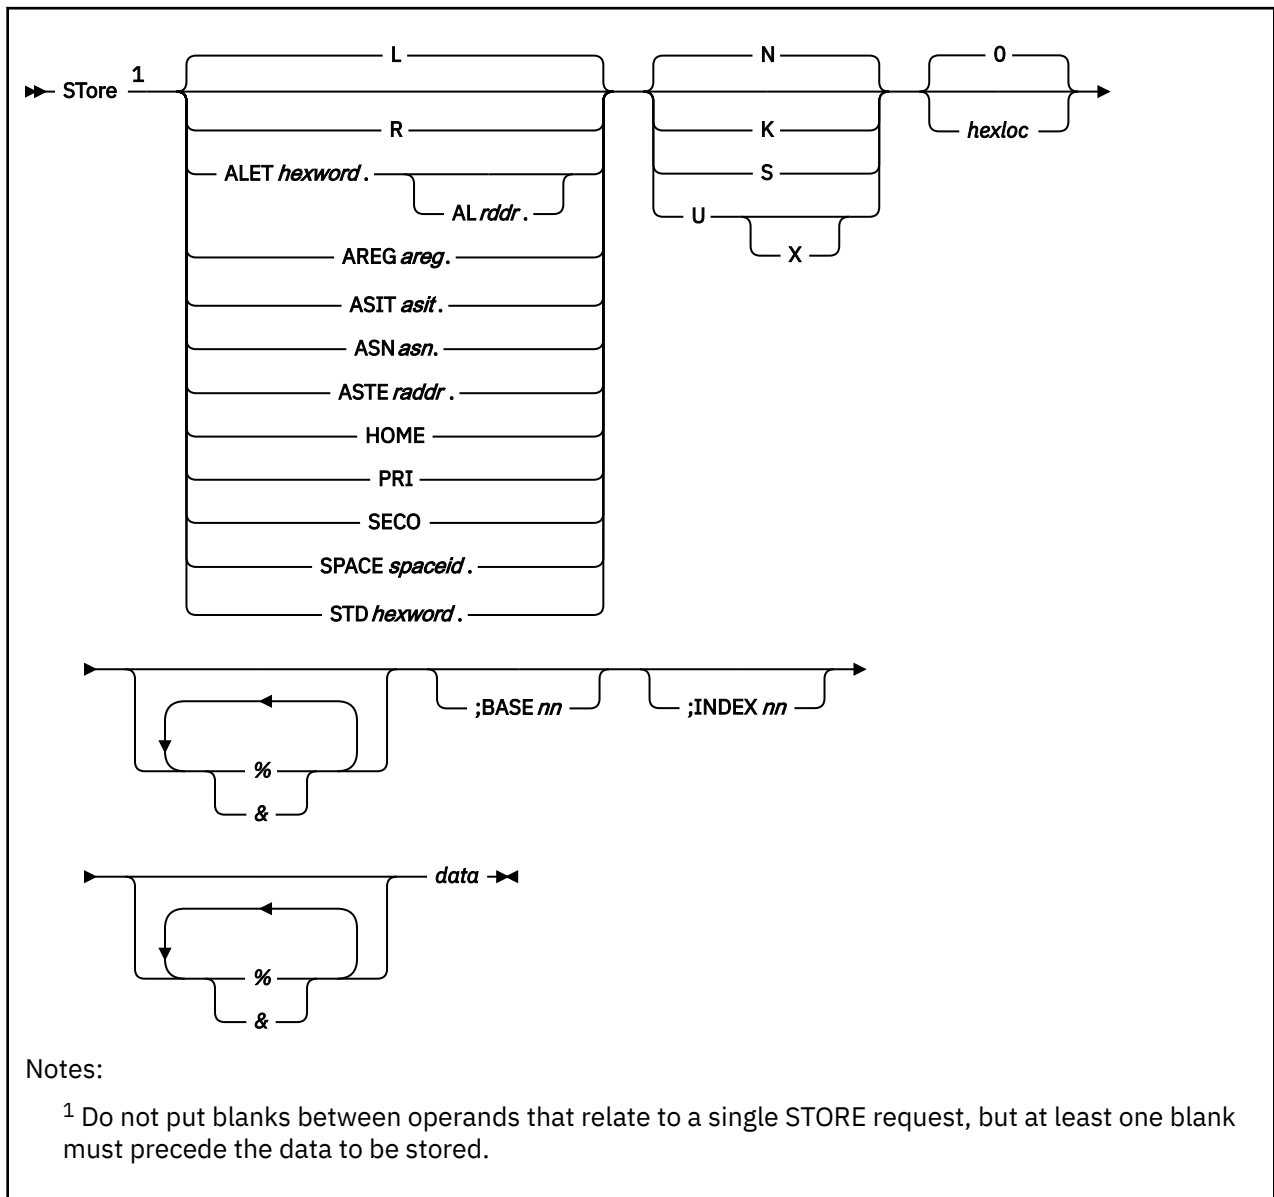 L N 0
STore 1
R K hexloc
ALET hexword . S
AL rddr . U
AREG areg. X
ASIT asit .
ASN asn.
ASTE raddr .
HOME
PRI
SECO
SPACE spaceid .
STD hexword .
;BASE nn ;INDEX nn
%
&
data
%
&
Notes:
1 Do not put blanks between operands that relate to a single STORE request, but at least one blank
must precede the data to be stored.